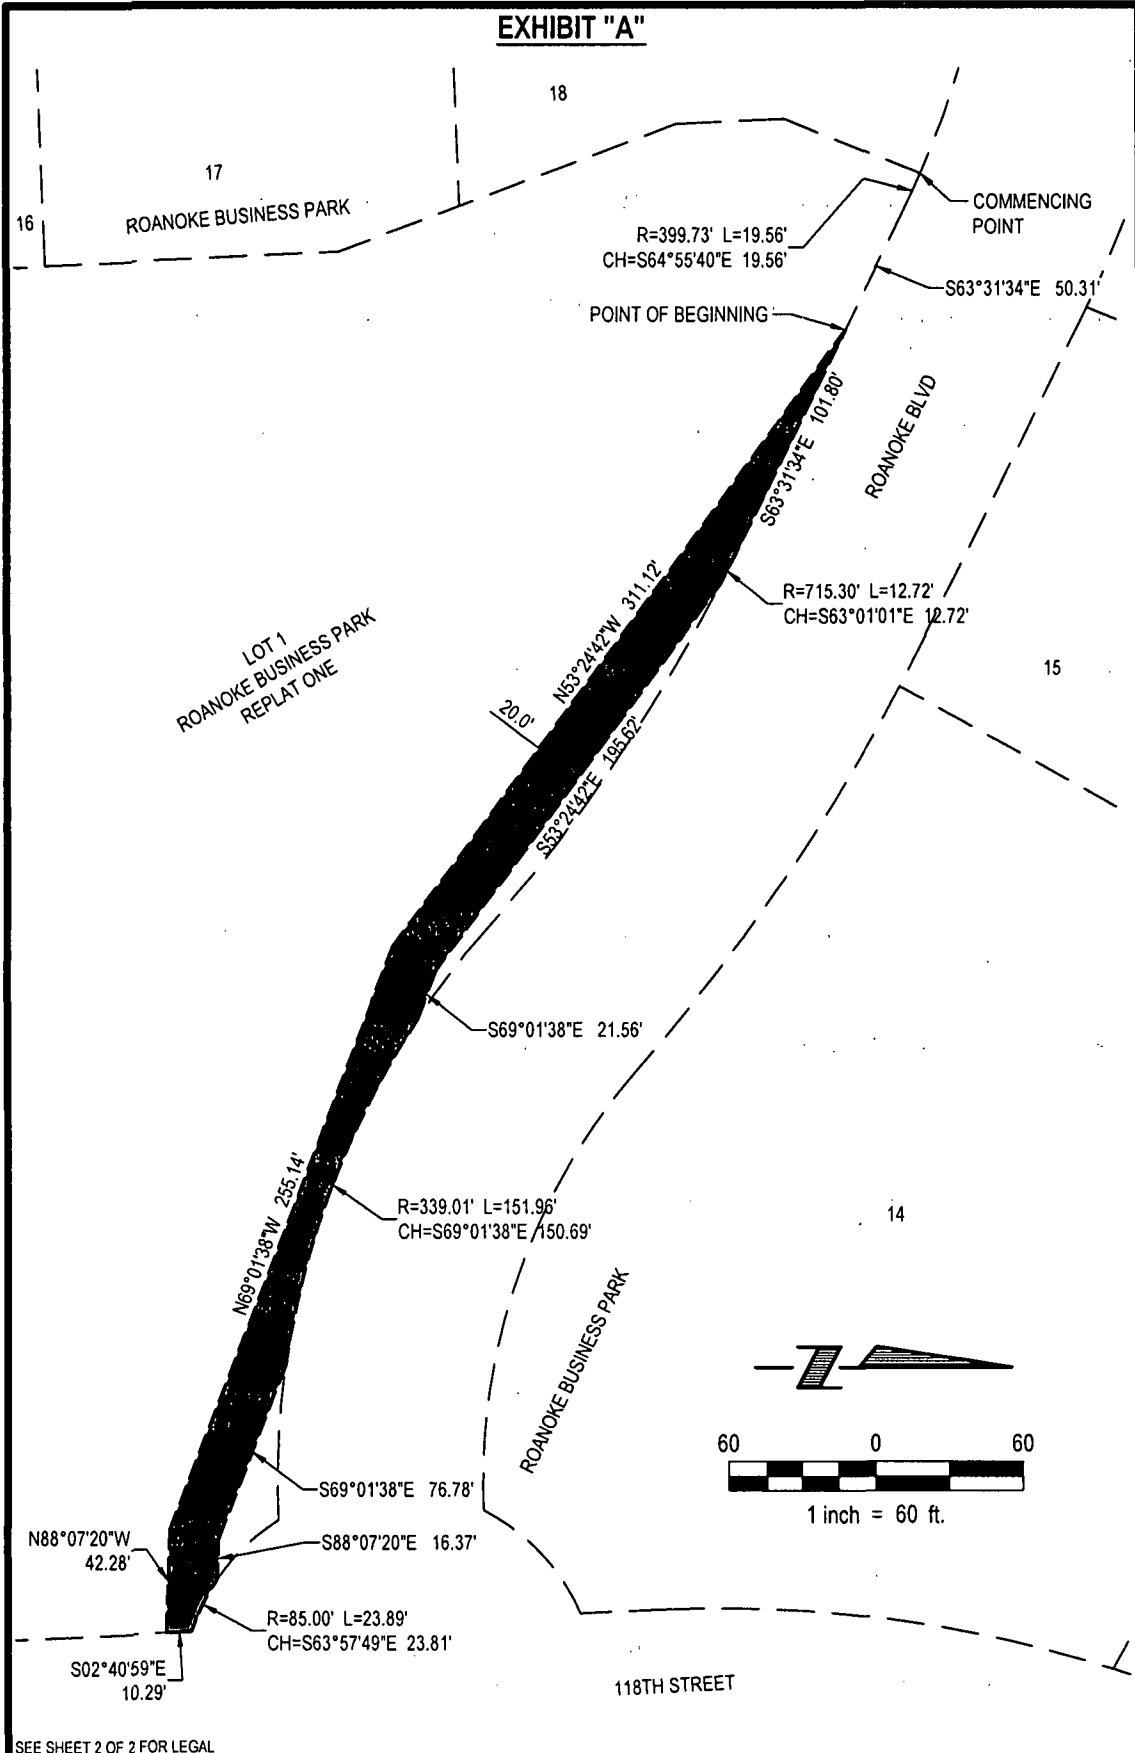 EXHIBIT "A"
18
17
ROANOKE BUSINESS PARK
16
COMMENCING
POINT
R=399.73' L=19.56'
CH=S64°55'40"E 19.56'
S63°31'34"E 50.31'
POINT OF BEGINNING
S63°31'34"E 101.80'
ROANOKE BLVD
R=715.30' L=12.72'
CH=S63°01'01"E 12.72'
N53°24'42"W 311.12'
LOT 1
ROANOKE BUSINESS PARK
REPLAT ONE
15
20.0'
S53°24'42"E 195.62'
S69°01'38"E 21.56'
N69°01'38"W 255.14'
R=339.01' L=151.96'
CH=S69°01'38"E 150.69'
14
ROANOKE BUSINESS PARK
Z
60 0 60
1 inch = 60 ft.
S69°01'38"E 76.78'
N88°07'20"W
42.28'
S88°07'20"E 16.37'
R=85.00' L=23.89'
CH=S63°57'49"E 23.81'
S02°40'59"E
10.29'
118TH STREET
SEE SHEET 2 OF 2 FOR LEGAL